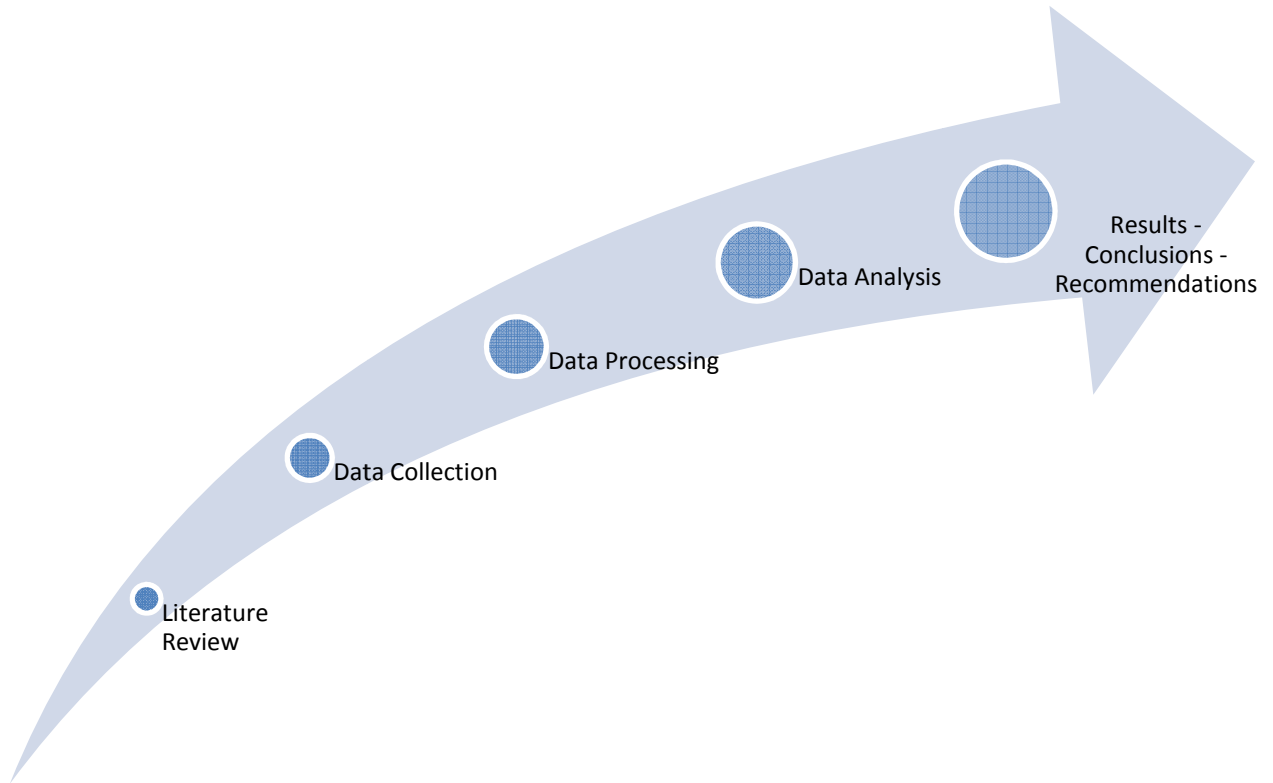 Literature
Review
Data Collection
Data Processing
Data Analysis
Results -
Conclusions -
Recommendations